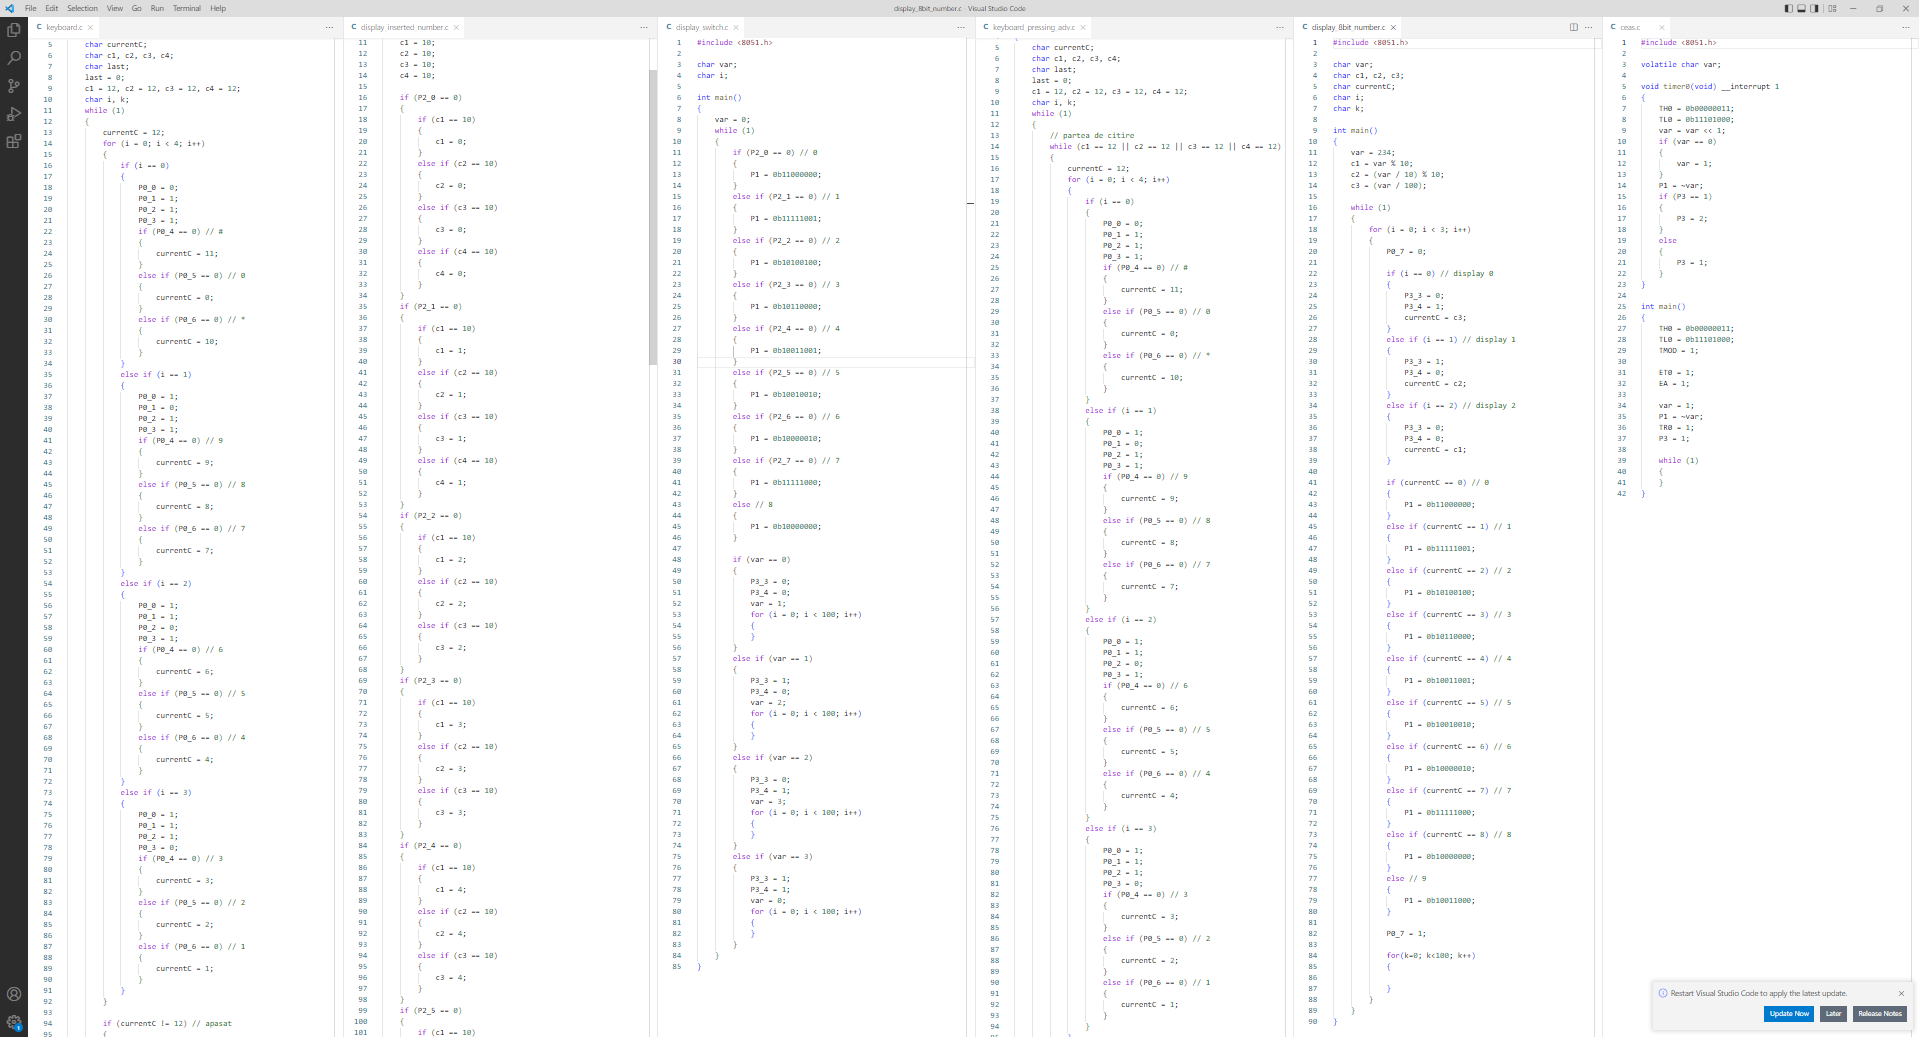 File Edit Selection View Go Run Terminal Help
display_8bit_number.c - Visual Studio Code
C keyboard.c
5 char currentC;
6 char c1, c2, c3, c4;
7 char last;
8 last = 0;
9 c1 = 12, c2 = 12, c3 = 12, c4 = 12;
10 char i, k;
11 while (1)
12 {
13 currentC = 12;
14 for (i = 0; i < 4; i++)
15 {
16 if (i == 0)
17 {
18 P0_0 = 0;
19 P0_1 = 1;
20 P0_2 = 1;
21 P0_3 = 1;
22 if (P0_4 == 0) // #
23 {
24 currentC = 11;
25 }
26 else if (P0_5 == 0) // 0
27 {
28 currentC = 0;
29 }
30 else if (P0_6 == 0) // *
31 {
32 currentC = 10;
33 }
34 }
35 else if (i == 1)
36 {
37 P0_0 = 1;
38 P0_1 = 0;
39 P0_2 = 1;
40 P0_3 = 1;
41 if (P0_4 == 0) // 9
42 {
43 currentC = 9;
44 }
45 else if (P0_5 == 0) // 8
46 {
47 currentC = 8;
48 }
49 else if (P0_6 == 0) // 7
50 {
51 currentC = 7;
52 }
53 }
54 else if (i == 2)
55 {
56 P0_0 = 1;
57 P0_1 = 1;
58 P0_2 = 0;
59 P0_3 = 1;
60 if (P0_4 == 0) // 6
61 {
62 currentC = 6;
63 }
64 else if (P0_5 == 0) // 5
65 {
66 currentC = 5;
67 }
68 else if (P0_6 == 0) // 4
69 {
70 currentC = 4;
71 }
72 }
73 else if (i == 3)
74 {
75 P0_0 = 1;
76 P0_1 = 1;
77 P0_2 = 1;
78 P0_3 = 0;
79 if (P0_4 == 0) // 3
80 {
81 currentC = 3;
82 }
83 else if (P0_5 == 0) // 2
84 {
85 currentC = 2;
86 }
87 else if (P0_6 == 0) // 1
88 {
89 currentC = 1;
90 }
91 }
92 }
93
94 if (currentC != 12) // apasat
95 {
C display_inserted_number.c
11 c1 = 10;
12 c2 = 10;
13 c3 = 10;
14 c4 = 10;
15
16 if (P2_0 == 0)
17 {
18 if (c1 == 10)
19 {
20 c1 = 0;
21 }
22 else if (c2 == 10)
23 {
24 c2 = 0;
25 }
26 else if (c3 == 10)
27 {
28 c3 = 0;
29 }
30 else if (c4 == 10)
31 {
32 c4 = 0;
33 }
34 }
35 if (P2_1 == 0)
36 {
37 if (c1 == 10)
38 {
39 c1 = 1;
40 }
41 else if (c2 == 10)
42 {
43 c2 = 1;
44 }
45 else if (c3 == 10)
46 {
47 c3 = 1;
48 }
49 else if (c4 == 10)
50 {
51 c4 = 1;
52 }
53 }
54 if (P2_2 == 0)
55 {
56 if (c1 == 10)
57 {
58 c1 = 2;
59 }
60 else if (c2 == 10)
61 {
62 c2 = 2;
63 }
64 else if (c3 == 10)
65 {
66 c3 = 2;
67 }
68 }
69 if (P2_3 == 0)
70 {
71 if (c1 == 10)
72 {
73 c1 = 3;
74 }
75 else if (c2 == 10)
76 {
77 c2 = 3;
78 }
79 else if (c3 == 10)
80 {
81 c3 = 3;
82 }
83 }
84 if (P2_4 == 0)
85 {
86 if (c1 == 10)
87 {
88 c1 = 4;
89 }
90 else if (c2 == 10)
91 {
92 c2 = 4;
93 }
94 else if (c3 == 10)
95 {
96 c3 = 4;
97 }
98 }
99 if (P2_5 == 0)
100 {
101 if (c1 == 10)
C display_switch.c
1 #include <8051.h>
2
3 char var;
4 char i;
5
6 int main()
7 {
8 var = 0;
9 while (1)
10 {
11 if (P2_0 == 0) // 0
12 {
13 P1 = 0b11000000;
14 }
15 else if (P2_1 == 0) // 1
16 {
17 P1 = 0b11111001;
18 }
19 else if (P2_2 == 0) // 2
20 {
21 P1 = 0b10100100;
22 }
23 else if (P2_3 == 0) // 3
24 {
25 P1 = 0b10110000;
26 }
27 else if (P2_4 == 0) // 4
28 {
29 P1 = 0b10011001;
30 }
31 else if (P2_5 == 0) // 5
32 {
33 P1 = 0b10010010;
34 }
35 else if (P2_6 == 0) // 6
36 {
37 P1 = 0b10000010;
38 }
39 else if (P2_7 == 0) // 7
40 {
41 P1 = 0b11111000;
42 }
43 else // 8
44 {
45 P1 = 0b10000000;
46 }
47
48 if (var == 0)
49 {
50 P3_3 = 0;
51 P3_4 = 0;
52 var = 1;
53 for (i = 0; i < 100; i++)
54 {
55 }
56 }
57 else if (var == 1)
58 {
59 P3_3 = 1;
60 P3_4 = 0;
61 var = 2;
62 for (i = 0; i < 100; i++)
63 {
64 }
65 }
66 else if (var == 2)
67 {
68 P3_3 = 0;
69 P3_4 = 1;
70 var = 3;
71 for (i = 0; i < 100; i++)
72 {
73 }
74 }
75 else if (var == 3)
76 {
77 P3_3 = 1;
78 P3_4 = 1;
79 var = 0;
80 for (i = 0; i < 100; i++)
81 {
82 }
83 }
84 }
85 }
C keyboard_pressing_adv.c
5 char currentC;
6 char c1, c2, c3, c4;
7 char last;
8 last = 0;
9 c1 = 12, c2 = 12, c3 = 12, c4 = 12;
10 char i, k;
11 while (1)
12 {
13 // partea de citire
14 while (c1 == 12 || c2 == 12 || c3 == 12 || c4 == 12)
15 {
16 currentC = 12;
17 for (i = 0; i < 4; i++)
18 {
19 if (i == 0)
20 {
21 P0_0 = 0;
22 P0_1 = 1;
23 P0_2 = 1;
24 P0_3 = 1;
25 if (P0_4 == 0) // #
26 {
27 currentC = 11;
28 }
29 else if (P0_5 == 0) // 0
30 {
31 currentC = 0;
32 }
33 else if (P0_6 == 0) // *
34 {
35 currentC = 10;
36 }
37 }
38 else if (i == 1)
39 {
40 P0_0 = 1;
41 P0_1 = 0;
42 P0_2 = 1;
43 P0_3 = 1;
44 if (P0_4 == 0) // 9
45 {
46 currentC = 9;
47 }
48 else if (P0_5 == 0) // 8
49 {
50 currentC = 8;
51 }
52 else if (P0_6 == 0) // 7
53 {
54 currentC = 7;
55 }
56 }
57 else if (i == 2)
58 {
59 P0_0 = 1;
60 P0_1 = 1;
61 P0_2 = 0;
62 P0_3 = 1;
63 if (P0_4 == 0) // 6
64 {
65 currentC = 6;
66 }
67 else if (P0_5 == 0) // 5
68 {
69 currentC = 5;
70 }
71 else if (P0_6 == 0) // 4
72 {
73 currentC = 4;
74 }
75 }
76 else if (i == 3)
77 {
78 P0_0 = 1;
79 P0_1 = 1;
80 P0_2 = 1;
81 P0_3 = 0;
82 if (P0_4 == 0) // 3
83 {
84 currentC = 3;
85 }
86 else if (P0_5 == 0) // 2
87 {
88 currentC = 2;
89 }
90 else if (P0_6 == 0) // 1
91 {
92 currentC = 1;
93 }
94 }
C display_8bit_number.c
1 #include <8051.h>
2
3 char var;
4 char c1, c2, c3;
5 char currentC;
6 char i;
7 char k;
8
9 int main()
10 {
11 var = 234;
12 c1 = var % 10;
13 c2 = (var / 10) % 10;
14 c3 = (var / 100);
15
16 while (1)
17 {
18 for (i = 0; i < 3; i++)
19 {
20 P0_7 = 0;
21
22 if (i == 0) // display 0
23 {
24 P3_3 = 0;
25 P3_4 = 1;
26 currentC = c3;
27 }
28 else if (i == 1) // display 1
29 {
30 P3_3 = 1;
31 P3_4 = 0;
32 currentC = c2;
33 }
34 else if (i == 2) // display 2
35 {
36 P3_3 = 0;
37 P3_4 = 0;
38 currentC = c1;
39 }
40
41 if (currentC == 0) // 0
42 {
43 P1 = 0b11000000;
44 }
45 else if (currentC == 1) // 1
46 {
47 P1 = 0b11111001;
48 }
49 else if (currentC == 2) // 2
50 {
51 P1 = 0b10100100;
52 }
53 else if (currentC == 3) // 3
54 {
55 P1 = 0b10110000;
56 }
57 else if (currentC == 4) // 4
58 {
59 P1 = 0b10011001;
60 }
61 else if (currentC == 5) // 5
62 {
63 P1 = 0b10010010;
64 }
65 else if (currentC == 6) // 6
66 {
67 P1 = 0b10000010;
68 }
69 else if (currentC == 7) // 7
70 {
71 P1 = 0b11111000;
72 }
73 else if (currentC == 8) // 8
74 {
75 P1 = 0b10000000;
76 }
77 else // 9
78 {
79 P1 = 0b10011000;
80 }
81
82 P0_7 = 1;
83
84 for(k=0; k<100; k++)
85 {
86
87 }
88 }
89 }
90 }
C ceas.c
1 #include <8051.h>
2
3 volatile char var;
4
5 void timer0(void) __interrupt 1
6 {
7 TH0 = 0b00000011;
8 TL0 = 0b11101000;
9 var = var << 1;
10 if (var == 0)
11 {
12 var = 1;
13 }
14 P1 = ~var;
15 if (P3 == 1)
16 {
17 P3 = 2;
18 }
19 else
20 {
21 P3 = 1;
22 }
23 }
24
25 int main()
26 {
27 TH0 = 0b00000011;
28 TL0 = 0b11101000;
29 TMOD = 1;
30
31 ET0 = 1;
32 EA = 1;
33
34 var = 1;
35 P1 = ~var;
36 TR0 = 1;
37 P3 = 1;
38
39 while (1)
40 {
41 }
42 }
Restart Visual Studio Code to apply the latest update.
Update Now Later Release Notes